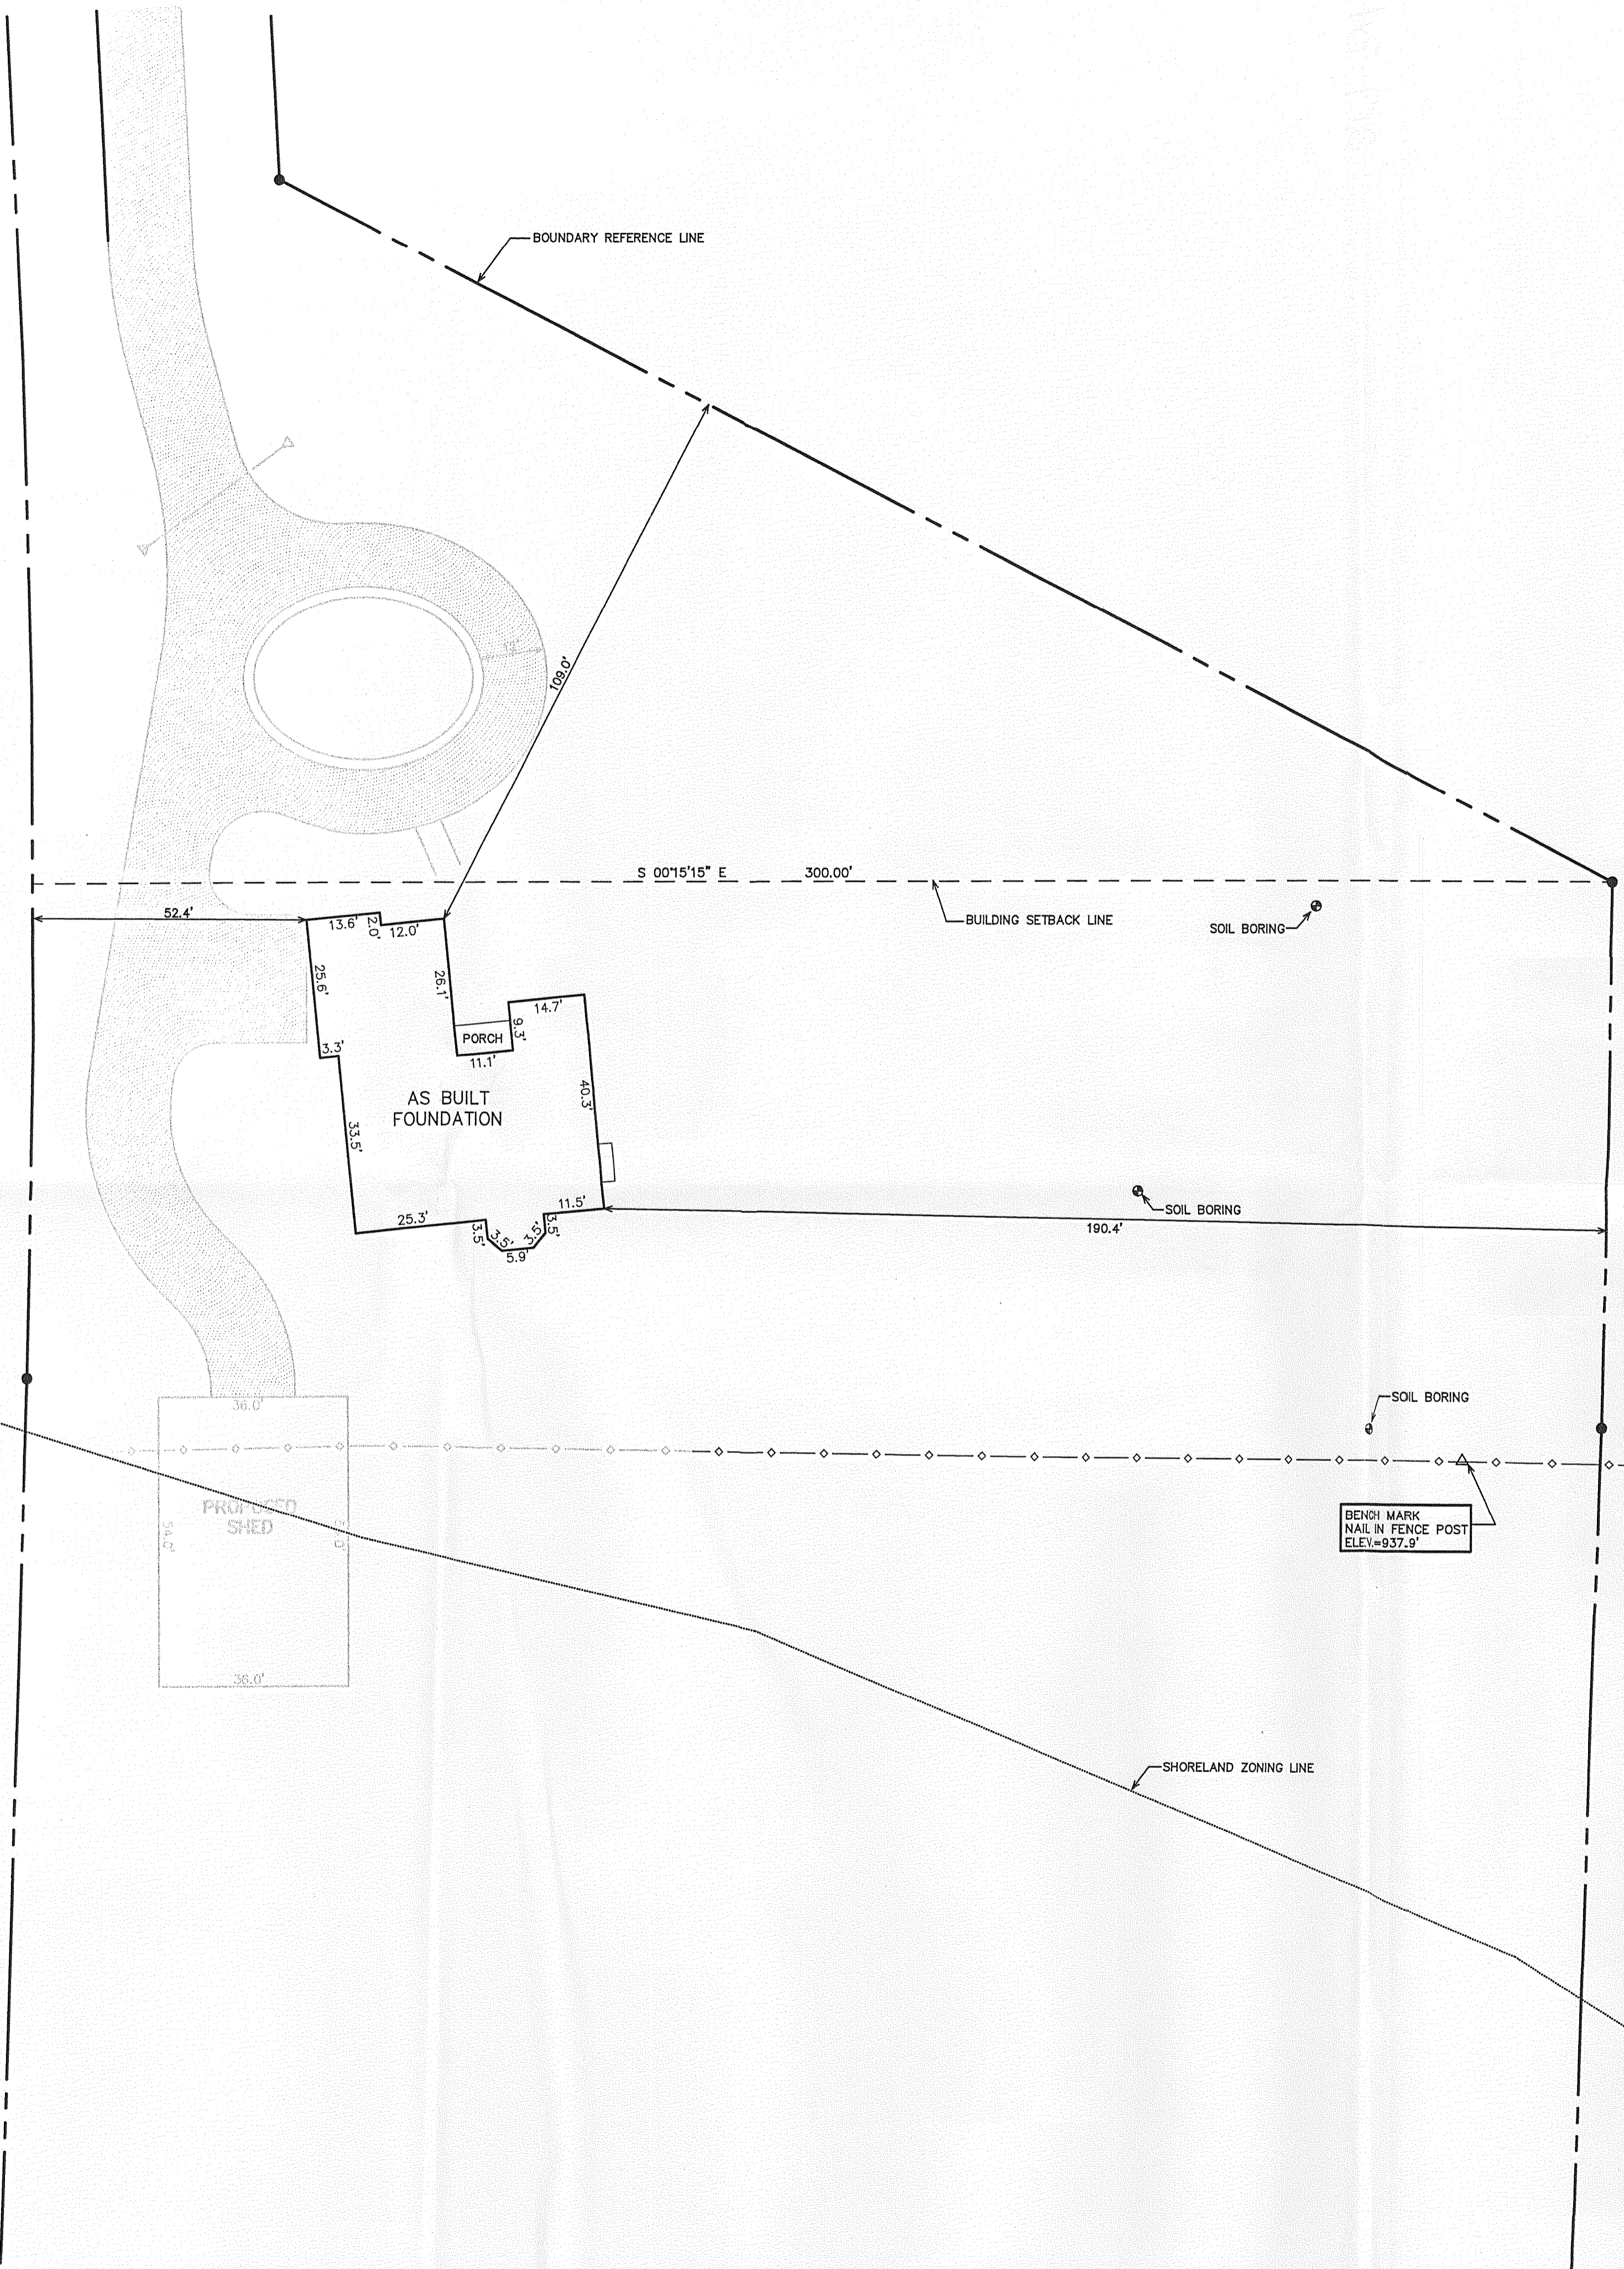 BOUNDARY REFERENCE LINE
12'
109.0'
S 00°15'15" E 300.00'
52.4'
BUILDING SETBACK LINE
SOIL BORING
13.6'
2.0'
12.0'
25.6'
26.1'
14.7'
9.3'
PORCH
11.1'
3.3'
40.3'
AS BUILT
FOUNDATION
33.5'
11.5'
25.3'
3.5'
3.5'
5.9'
3.5'
3.5'
SOIL BORING
190.4'
SOIL BORING
36.0'
PROPOSED
SHED
54.0'
54.0'
36.0'
BENCH MARK
NAIL IN FENCE POST
ELEV.=937.9'
SHORELAND ZONING LINE